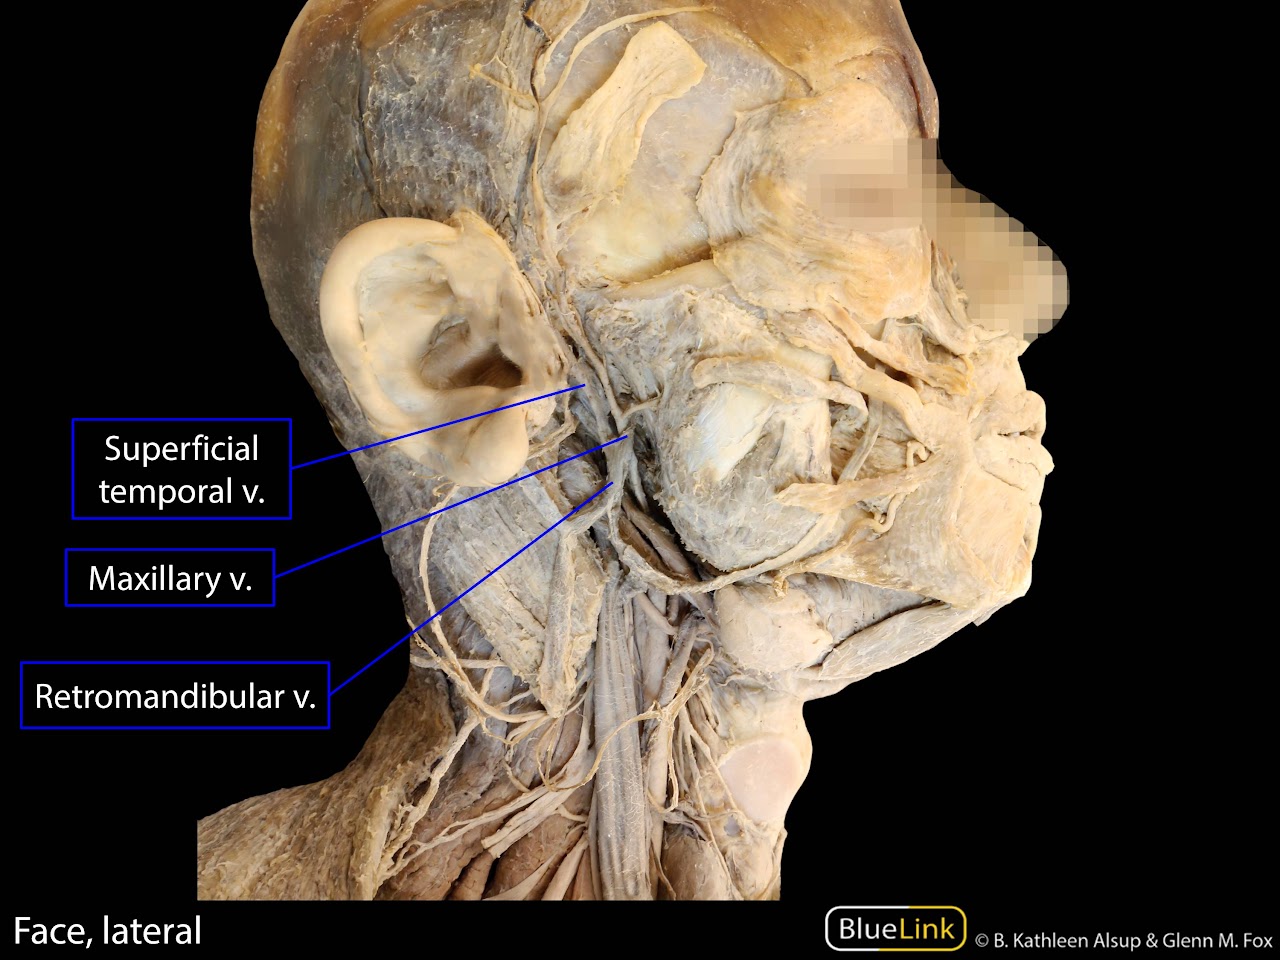 Superficial
temporal v.
Maxillary v.
Retromandibular v.
Face, lateral
BlueLink
© B. Kathleen Alsup & Glenn M. Fox